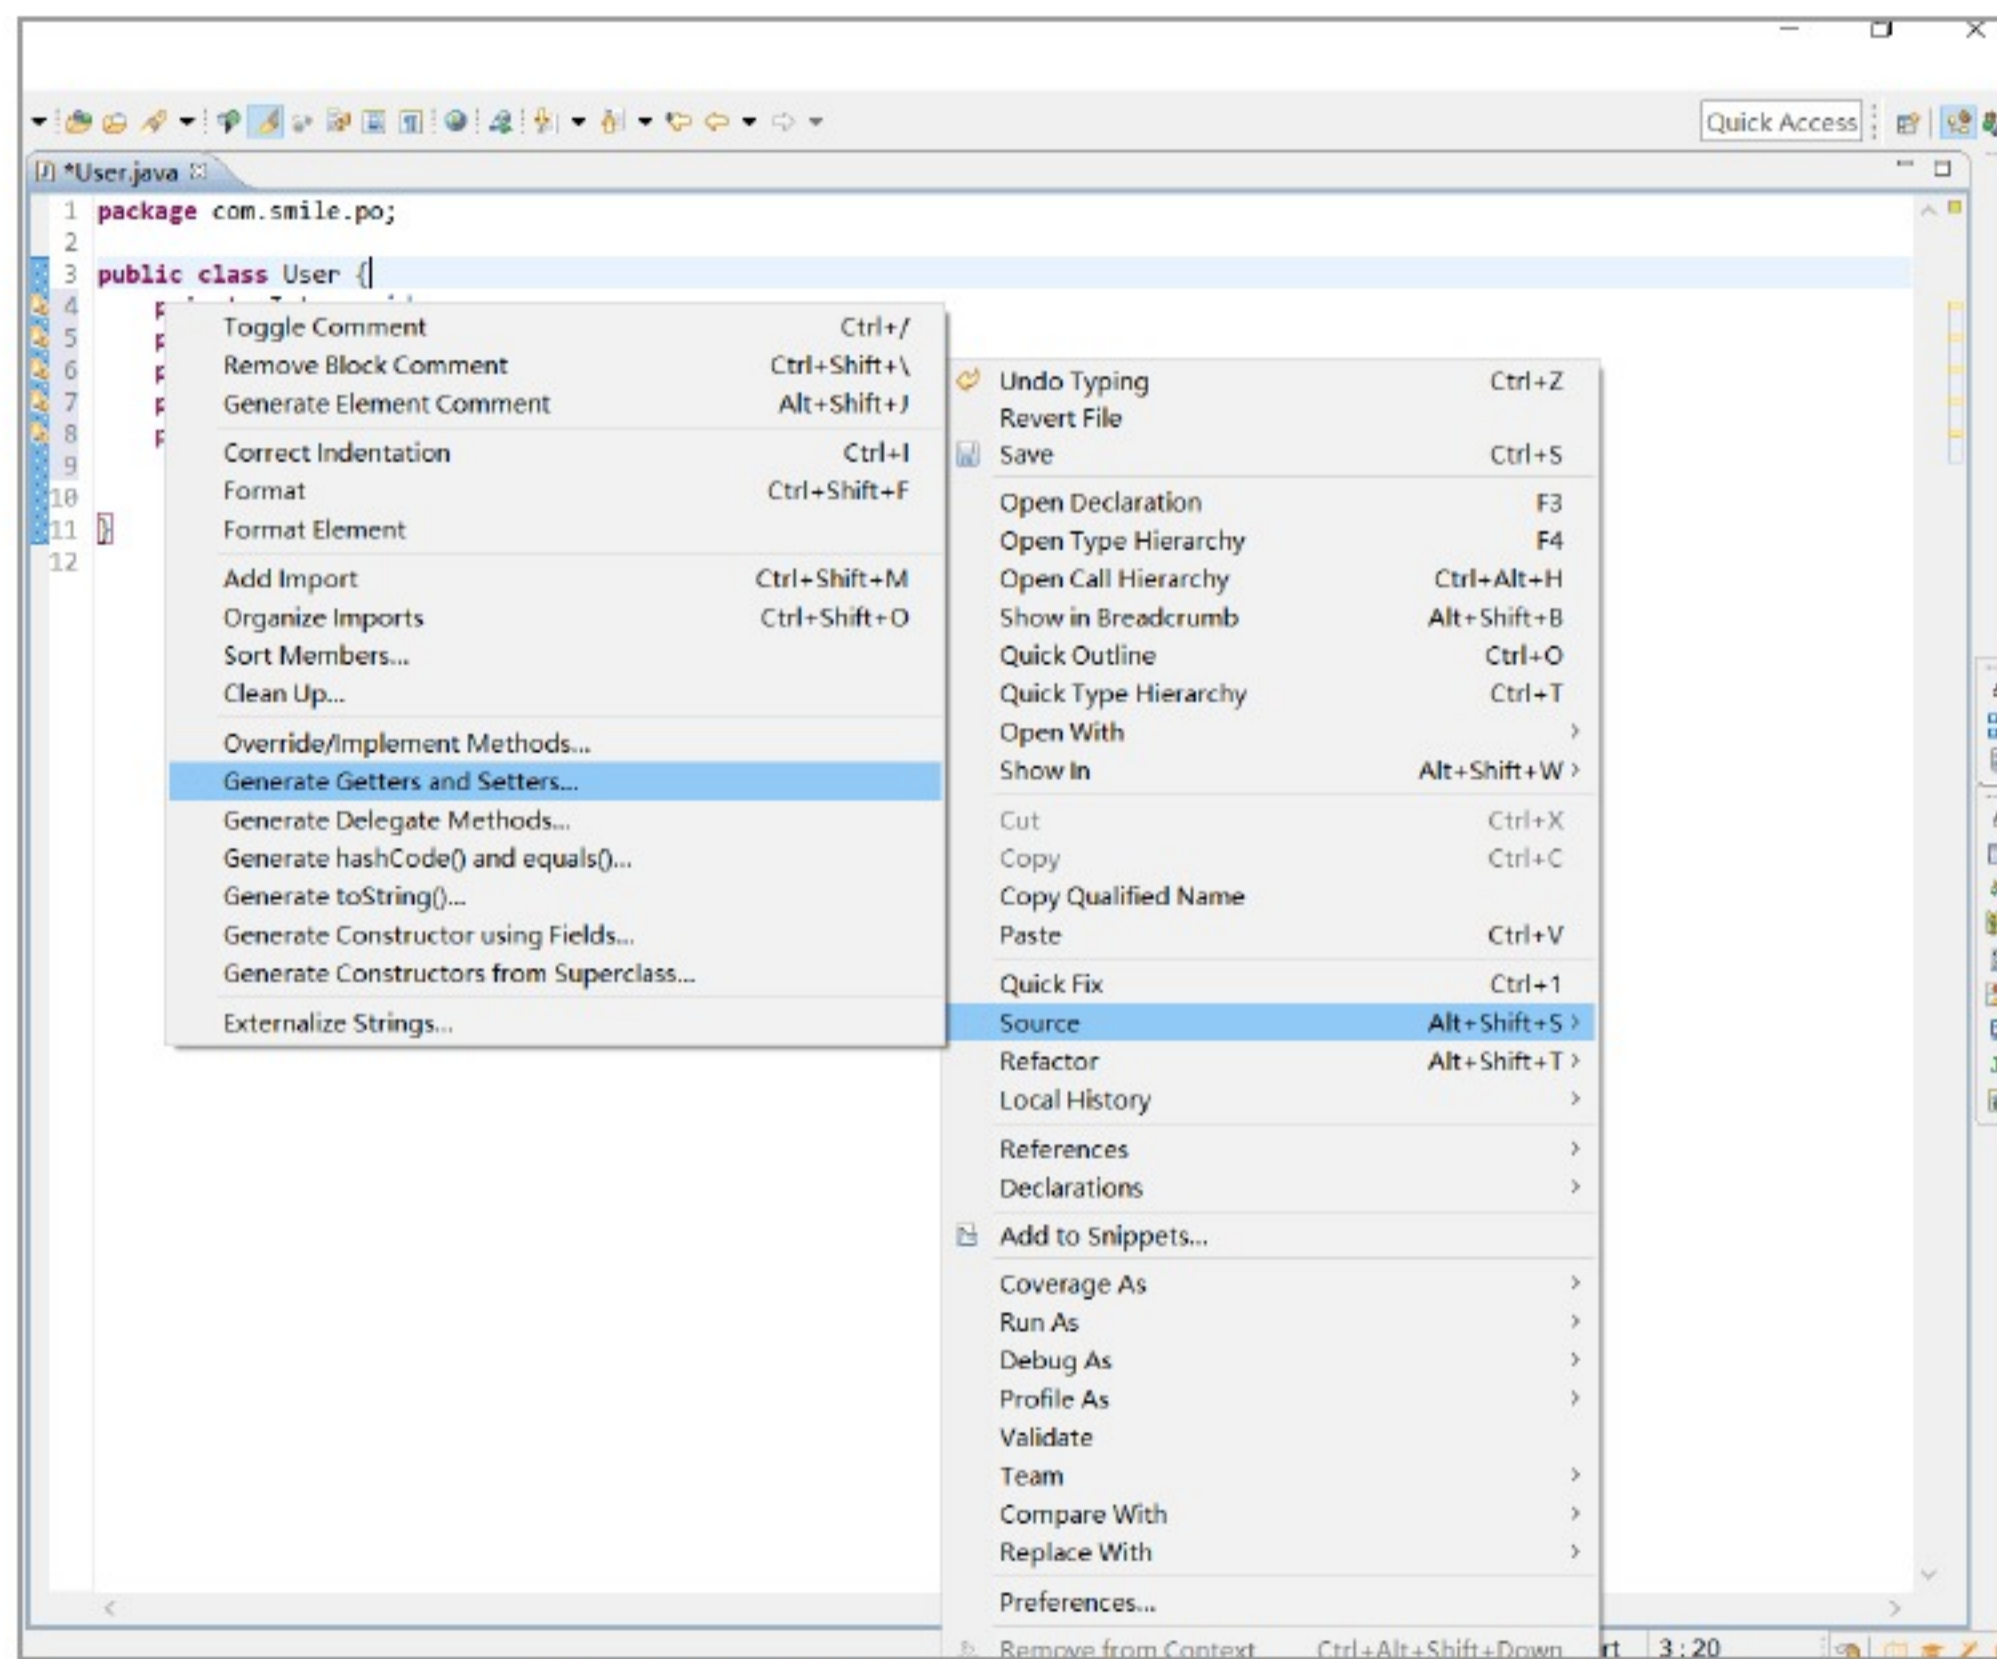 Quick Access
*User.java
1 package com.smile.po;
2
3 public class User {
4
5
6
7
8
9
10
11 }
12
Toggle Comment Ctrl+/
Remove Block Comment Ctrl+Shift+\
Generate Element Comment Alt+Shift+J
Correct Indentation Ctrl+I
Format Ctrl+Shift+F
Format Element
Add Import Ctrl+Shift+M
Organize Imports Ctrl+Shift+O
Sort Members...
Clean Up...
Override/Implement Methods...
Generate Getters and Setters...
Generate Delegate Methods...
Generate hashCode() and equals()...
Generate toString()...
Generate Constructor using Fields...
Generate Constructors from Superclass...
Externalize Strings...
Undo Typing Ctrl+Z
Revert File
Save Ctrl+S
Open Declaration F3
Open Type Hierarchy F4
Open Call Hierarchy Ctrl+Alt+H
Show in Breadcrumb Alt+Shift+B
Quick Outline Ctrl+O
Quick Type Hierarchy Ctrl+T
Open With
Show In Alt+Shift+W
Cut Ctrl+X
Copy Ctrl+C
Copy Qualified Name
Paste Ctrl+V
Quick Fix Ctrl+1
Source Alt+Shift+S
Refactor Alt+Shift+T
Local History
References
Declarations
Add to Snippets...
Coverage As
Run As
Debug As
Profile As
Validate
Team
Compare With
Replace With
Preferences...
Remove from Context Ctrl+Alt+Shift+Down
rt 3:20